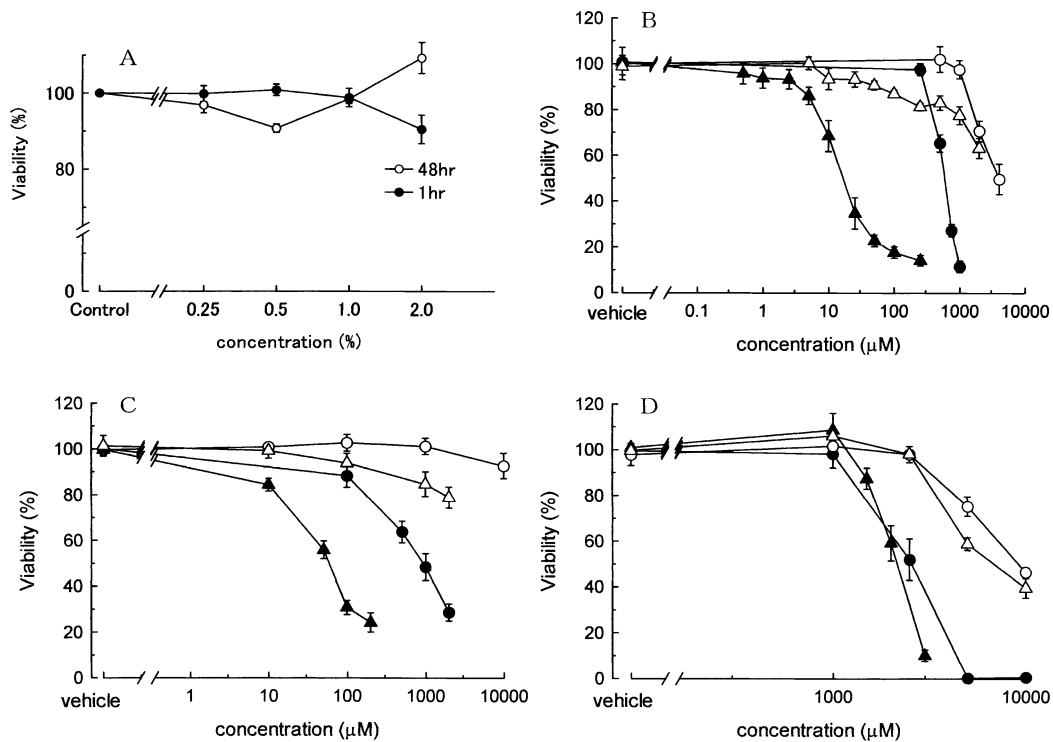 A
Viability (%)
100
80
0
48hr
1hr
Control 0.25 0.5 1.0 2.0
concentration (%)
B
Viability (%)
120
100
80
60
40
20
0
vehicle 0.1 1 10 100 1000 10000
concentration (μM)
C
Viability (%)
120
100
80
60
40
20
0
vehicle 1 10 100 1000 10000
concentration (μM)
D
Viability (%)
120
100
80
60
40
20
0
vehicle 1000 10000
concentration (μM)